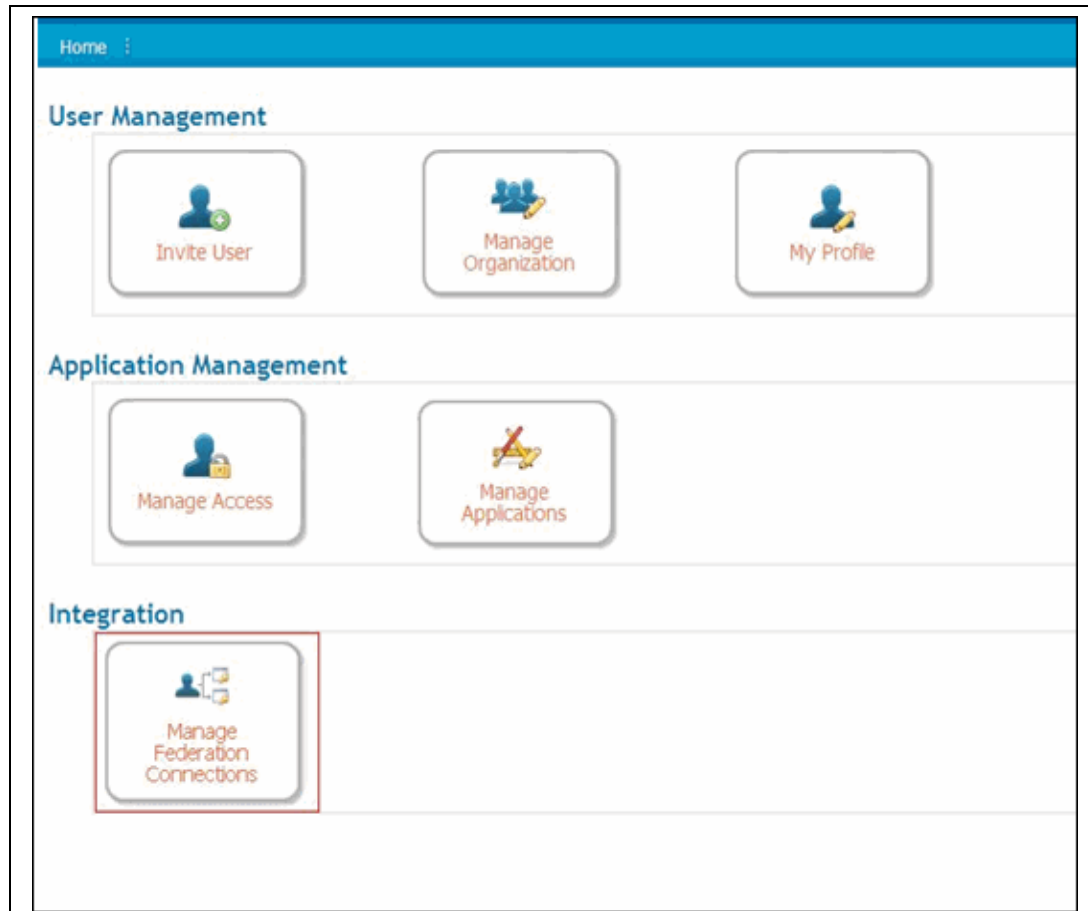 Home
User Management
Invite User
Manage
Organization
My Profile
Application Management
Manage Access
Manage
Applications
Integration
Manage
Federation
Connections